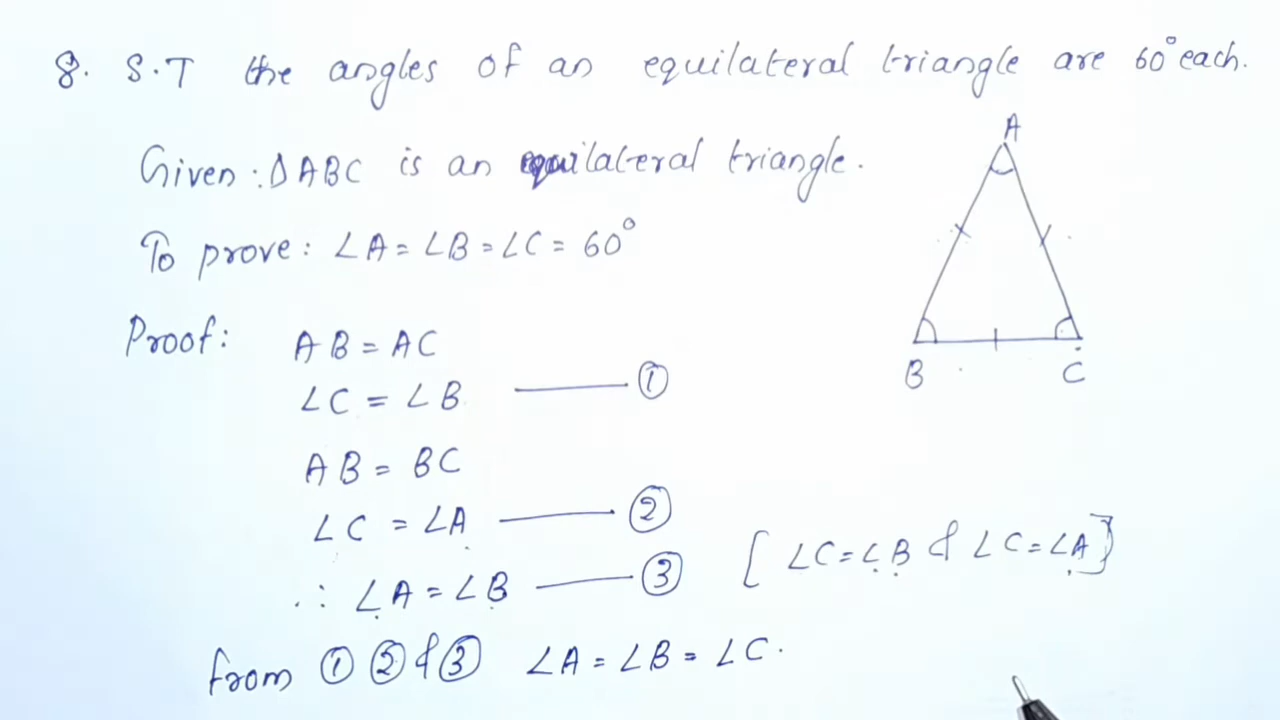 8. S.T the angles of an equilateral triangle are 60° each.
Given: ΔABC is an equilateral triangle.
To prove: ∠A = ∠B = ∠C = 60°
Proof: AB = AC
∠C = ∠B ——— ①
AB = BC
∠C = ∠A ——— ②
∴ ∠A = ∠B ——— ③ [∠C = ∠B & ∠C = ∠A]
from ① ② & ③ ∠A = ∠B = ∠C.
A
B C